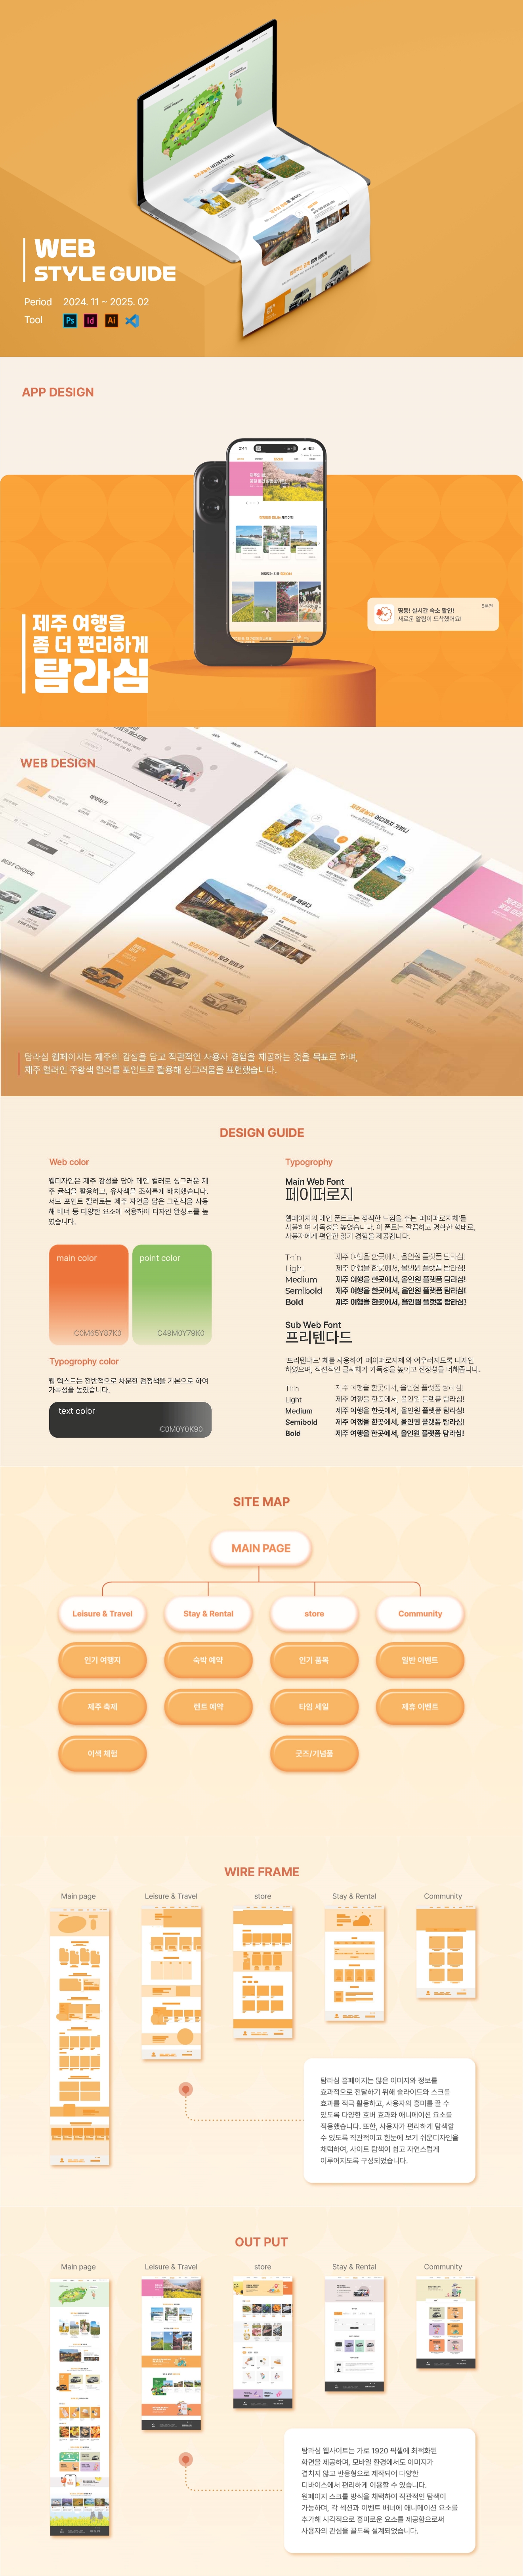 WEB
STYLE GUIDE
Period 2024. 11 ~ 2025. 02
Tool Ps Id Ai
APP DESIGN
2:46
띵동! 실시간 숙소 할인!
새로운 알림이 도착했어요!
제주 여행을
좀 더 편리하게
탐라심
WEB DESIGN
예약하기
BEST CHOICE
탐라심 웹페이지는 제주의 감성을 담고 직관적인 사용자 경험을 제공하는 것을 목표로 하며,
제주 컬러인 주황색 컬러를 포인트로 활용해 싱그러움을 표현했습니다.
DESIGN GUIDE
Web color
웹디자인은 제주 감성을 담아 메인 컬러로 싱그러운 제
주 귤색을 활용하고, 유사색을 조화롭게 배치했습니다.
서브 포인트 컬러로는 제주 자연을 닮은 그린색을 사용
해 배너 등 다양한 요소에 적용하여 디자인 완성도를 높
였습니다.
main color
point color
C0M65Y87K0
C49M0Y79K0
Typogrophy color
웹 텍스트는 전반적으로 차분한 검정색을 기본으로 하여
가독성을 높였습니다.
text color
C0M0Y0K90
Typogrophy
Main Web Font
페이퍼로지
웹페이지의 메인 폰트로는 정직한 느낌을 주는 '페이퍼로지체'를
사용하여 가독성을 높였습니다. 이 폰트는 깔끔하고 명확한 형태로,
사용자에게 편안한 읽기 경험을 제공합니다.
Thin 제주 여행을 한곳에서, 올인원 플랫폼 탐라심!
Light 제주 여행을 한곳에서, 올인원 플랫폼 탐라심!
Medium 제주 여행을 한곳에서, 올인원 플랫폼 탐라심!
Semibold 제주 여행을 한곳에서, 올인원 플랫폼 탐라심!
Bold 제주 여행을 한곳에서, 올인원 플랫폼 탐라심!
Sub Web Font
프리텐다드
'프리텐다드' 체를 사용하여 '페이퍼로지체'와 어우러지도록 디자인
하였으며, 직선적인 글씨체가 가독성을 높이고 진정성을 더해줍니다.
Thin 제주 여행을 한곳에서, 올인원 플랫폼 탐라심!
Light 제주 여행을 한곳에서, 올인원 플랫폼 탐라심!
Medium 제주 여행을 한곳에서, 올인원 플랫폼 탐라심!
Semibold 제주 여행을 한곳에서, 올인원 플랫폼 탐라심!
Bold 제주 여행을 한곳에서, 올인원 플랫폼 탐라심!
SITE MAP
MAIN PAGE
Leisure & Travel Stay & Rental store Community
인기 여행지 숙박 예약 인기 품목 일반 이벤트
제주 축제 렌트 예약 타임 세일 제휴 이벤트
이색 체험 굿즈/기념품
WIRE FRAME
Main page Leisure & Travel store Stay & Rental Community
탐라심 홈페이지는 많은 이미지와 정보를
효과적으로 전달하기 위해 슬라이드와 스크롤
효과를 적극 활용하고, 사용자의 흥미를 끌 수
있도록 다양한 호버 효과와 애니메이션 요소를
적용했습니다. 또한, 사용자가 편리하게 탐색할
수 있도록 직관적이고 한눈에 보기 쉬운디자인을
채택하여, 사이트 탐색이 쉽고 자연스럽게
이루어지도록 구성되었습니다.
OUT PUT
Main page Leisure & Travel store Stay & Rental Community
탐라심 웹사이트는 가로 1920 픽셀에 최적화된
화면을 제공하며, 모바일 환경에서도 이미지가
겹치지 않고 반응형으로 제작되어 다양한
디바이스에서 편리하게 이용할 수 있습니다.
원페이지 스크롤 방식을 채택하여 직관적인 탐색이
가능하며, 각 섹션과 이벤트 배너에 애니메이션 요소를
추가해 시각적으로 흥미로운 요소를 제공함으로써
사용자의 관심을 끌도록 설계되었습니다.